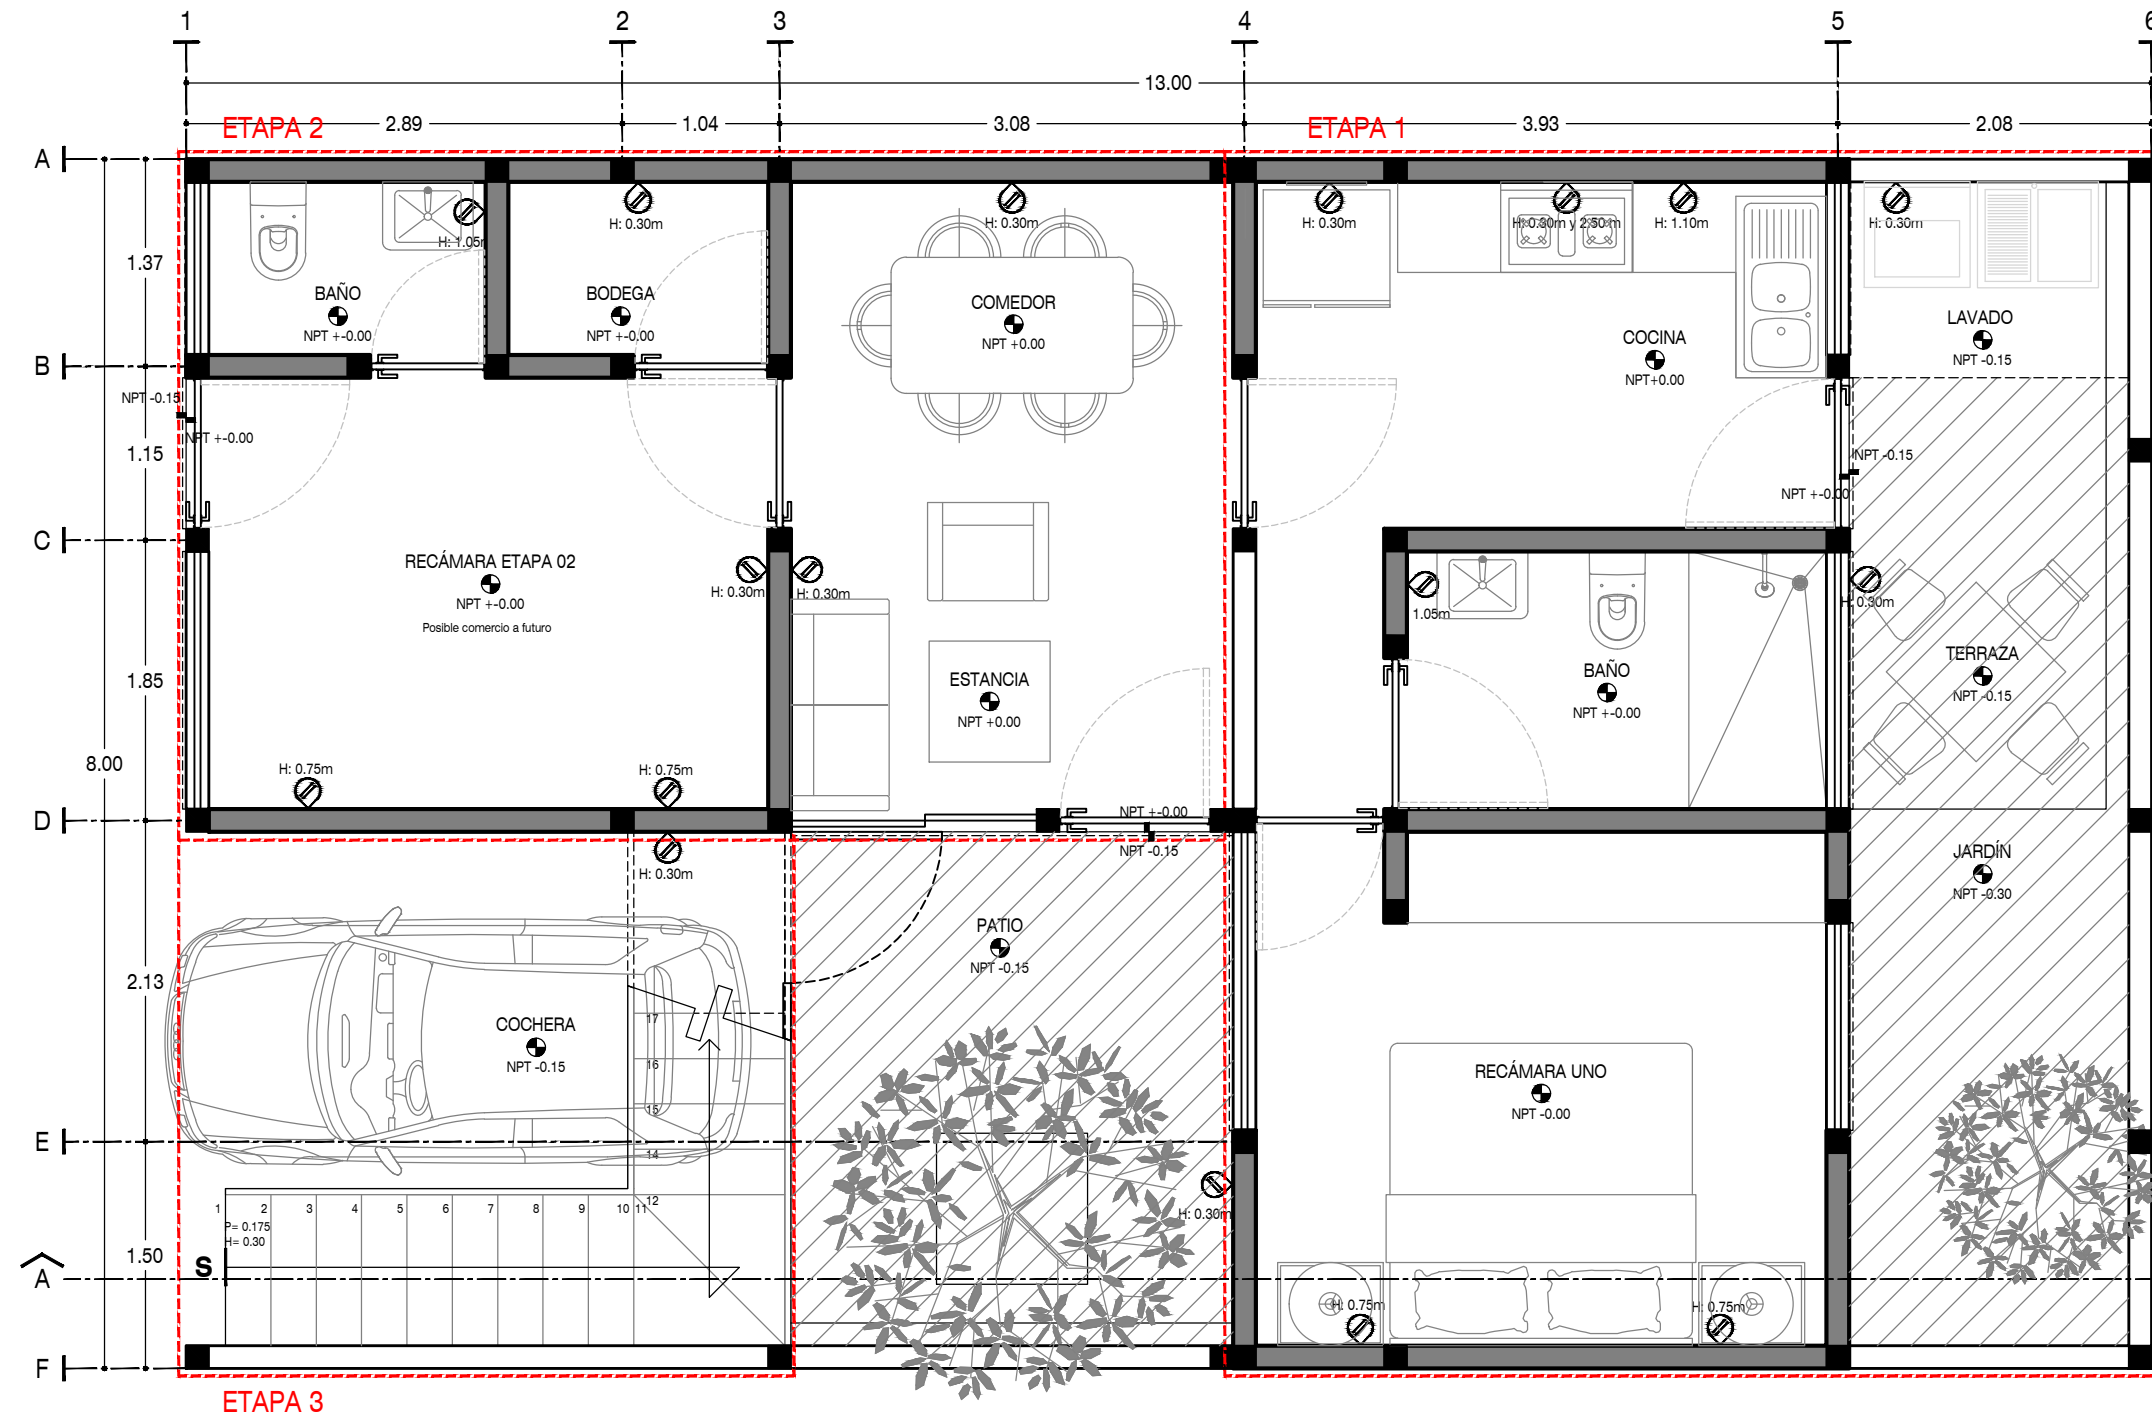 1 2 3 4 5 6
13.00
ETAPA 2 2.89 1.04 3.08 ETAPA 1 3.93 2.08
A
H: 1.05m
H: 0.30m
H: 0.30m
H: 0.30m
H: 0.30m y 2.50 m
H: 1.10m
H: 0.30m
1.37
BAÑO
NPT +-0.00
BODEGA
NPT +-0.00
COMEDOR
NPT +0.00
COCINA
NPT+0.00
LAVADO
NPT -0.15
B
NPT -0.15
NPT +-0.00
1.15
NPT -0.15
NPT +-0.00
C
RECÁMARA ETAPA 02
NPT +-0.00
Posible comercio a futuro
H: 0.30m
H: 0.30m
1.05m
H: 0.30m
1.85
ESTANCIA
NPT +0.00
BAÑO
NPT +-0.00
TERRAZA
NPT -0.15
8.00
H: 0.75m
H: 0.75m
D
NPT +-0.00
NPT -0.15
H: 0.30m
JARDÍN
NPT -0.30
PATIO
NPT -0.15
2.13
COCHERA
NPT -0.15
17
16
15
14
12
RECÁMARA UNO
NPT -0.00
E
H: 0.30m
1 2 3 4 5 6 7 8 9 10 11
P= 0.175
H= 0.30
1.50
S
A
H: 0.75m
H: 0.75m
F
ETAPA 3